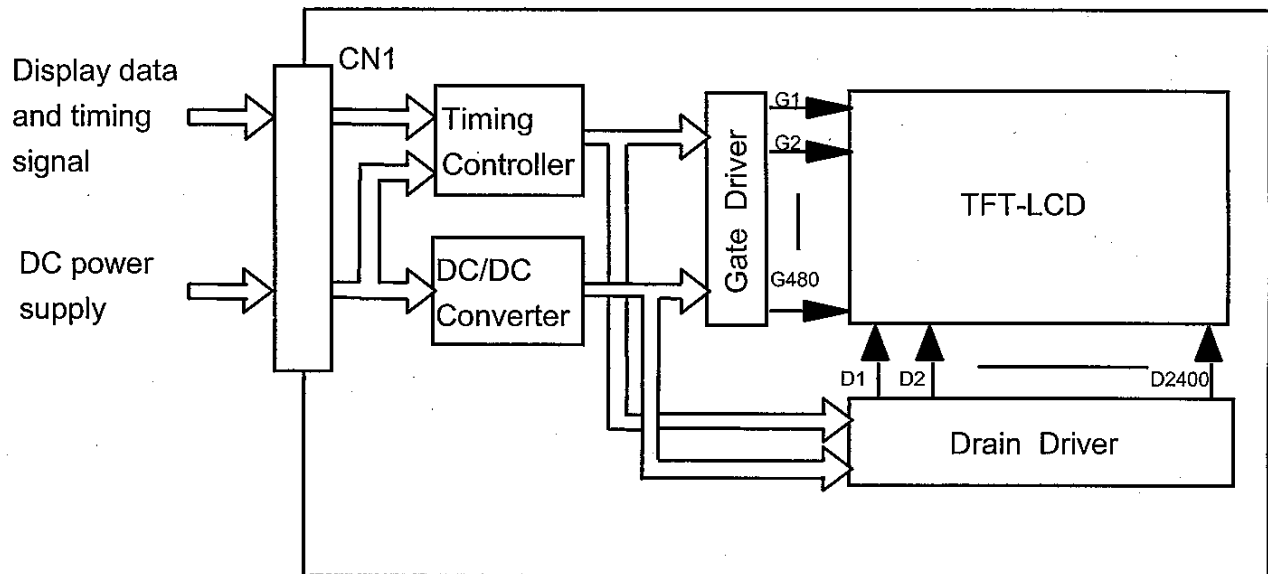 Display data
and timing
signal
CN1
Timing
Controller
DC power
supply
DC/DC
Converter
Gate Driver
G1
G2
G480
TFT-LCD
D1
D2
D2400
Drain Driver